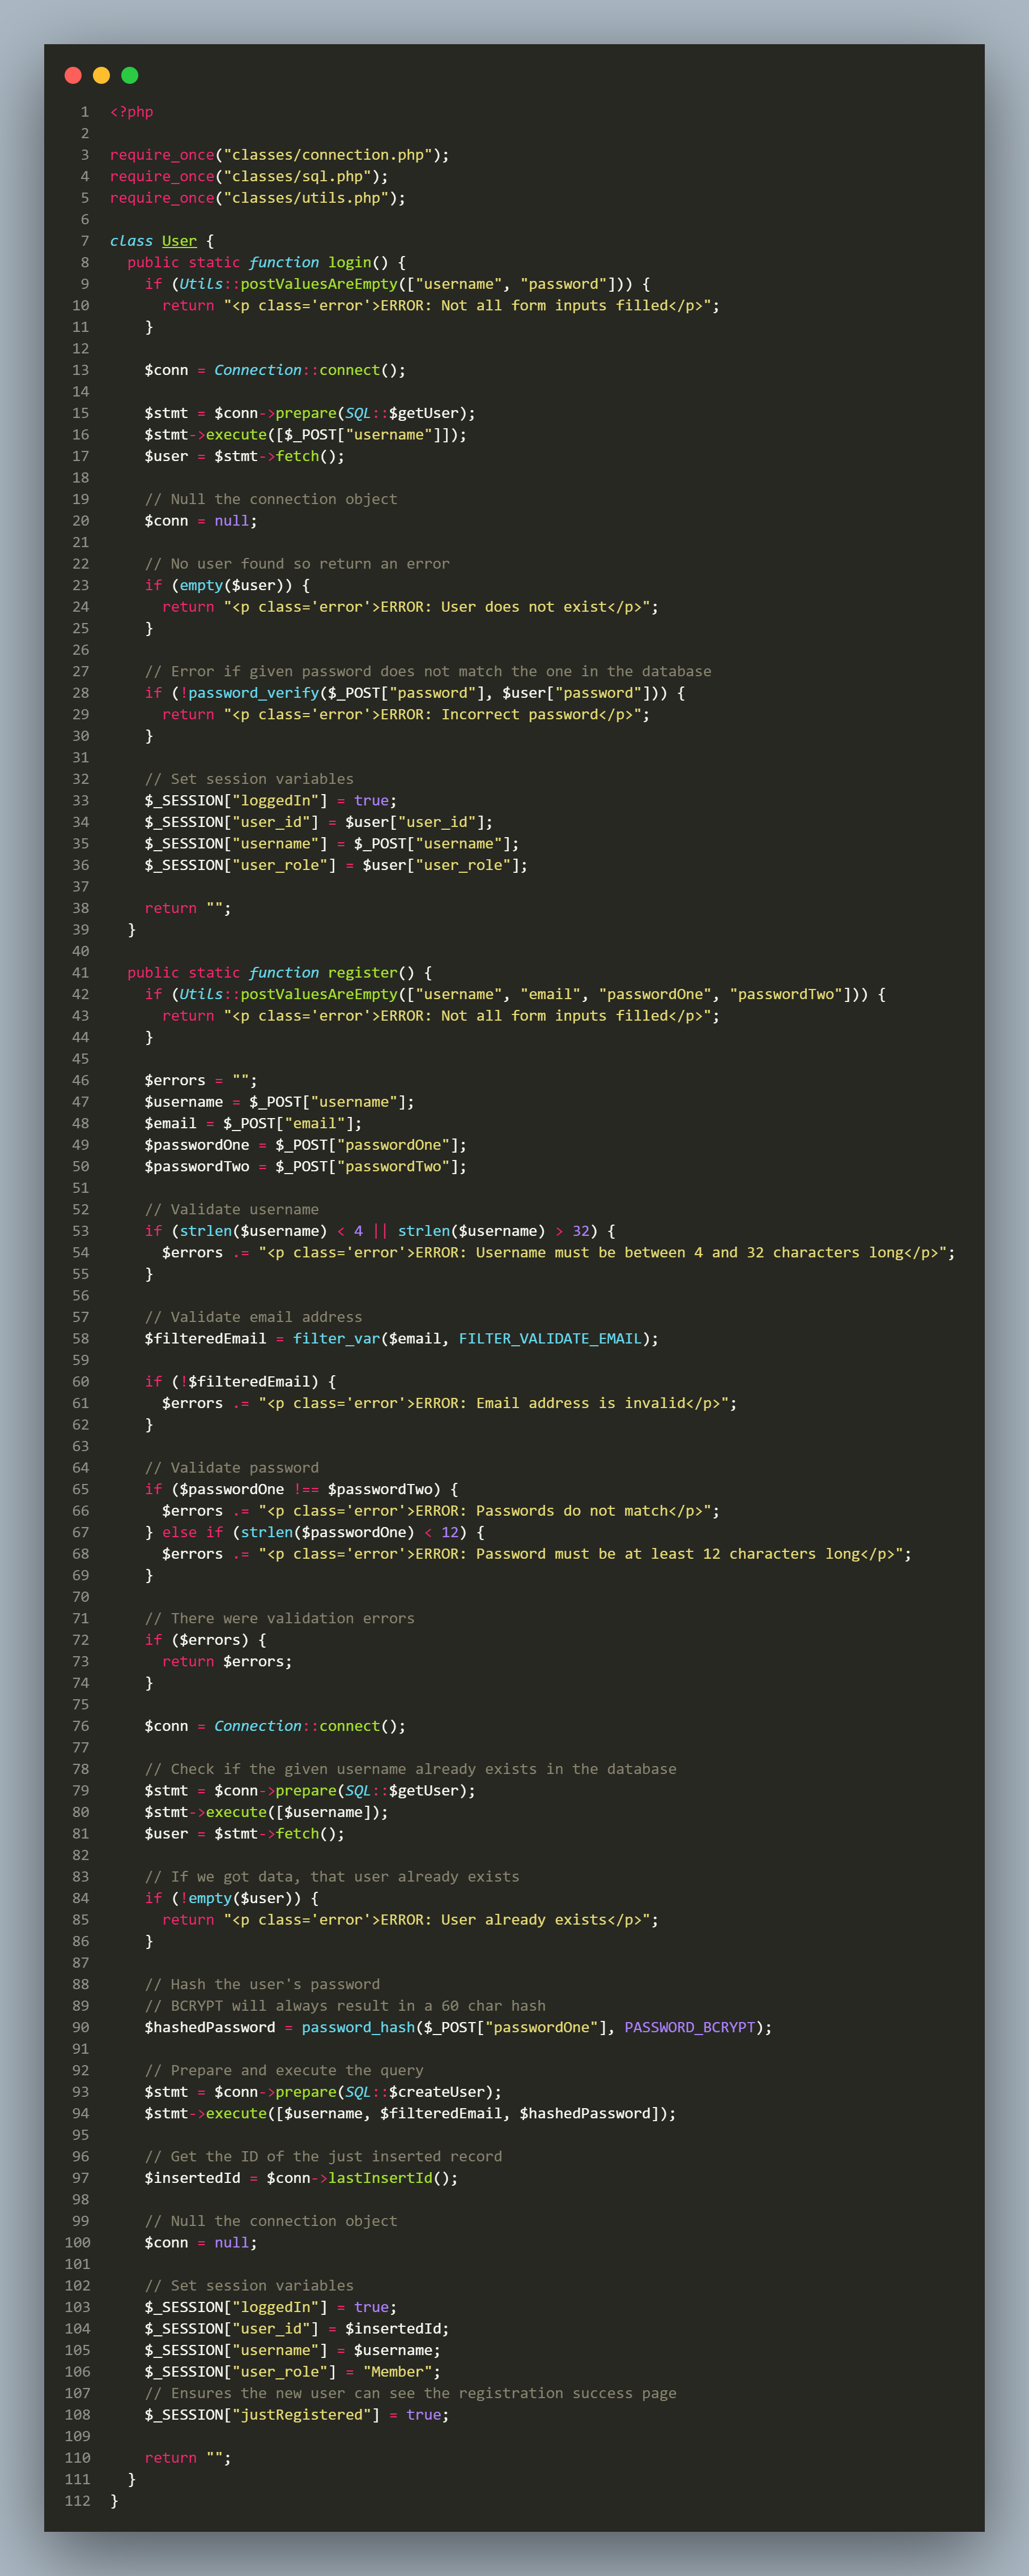 1 <?php
2
3 require_once("classes/connection.php");
4 require_once("classes/sql.php");
5 require_once("classes/utils.php");
6
7 class User {
8   public static function login() {
9     if (Utils::postValuesAreEmpty(["username", "password"])) {
10       return "<p class='error'>ERROR: Not all form inputs filled</p>";
11     }
12
13     $conn = Connection::connect();
14
15     $stmt = $conn->prepare(SQL::$getUser);
16     $stmt->execute([$_POST["username"]]);
17     $user = $stmt->fetch();
18
19     // Null the connection object
20     $conn = null;
21
22     // No user found so return an error
23     if (empty($user)) {
24       return "<p class='error'>ERROR: User does not exist</p>";
25     }
26
27     // Error if given password does not match the one in the database
28     if (!password_verify($_POST["password"], $user["password"])) {
29       return "<p class='error'>ERROR: Incorrect password</p>";
30     }
31
32     // Set session variables
33     $_SESSION["loggedIn"] = true;
34     $_SESSION["user_id"] = $user["user_id"];
35     $_SESSION["username"] = $_POST["username"];
36     $_SESSION["user_role"] = $user["user_role"];
37
38     return "";
39   }
40
41   public static function register() {
42     if (Utils::postValuesAreEmpty(["username", "email", "passwordOne", "passwordTwo"])) {
43       return "<p class='error'>ERROR: Not all form inputs filled</p>";
44     }
45
46     $errors = "";
47     $username = $_POST["username"];
48     $email = $_POST["email"];
49     $passwordOne = $_POST["passwordOne"];
50     $passwordTwo = $_POST["passwordTwo"];
51
52     // Validate username
53     if (strlen($username) < 4 || strlen($username) > 32) {
54       $errors .= "<p class='error'>ERROR: Username must be between 4 and 32 characters long</p>";
55     }
56
57     // Validate email address
58     $filteredEmail = filter_var($email, FILTER_VALIDATE_EMAIL);
59
60     if (!$filteredEmail) {
61       $errors .= "<p class='error'>ERROR: Email address is invalid</p>";
62     }
63
64     // Validate password
65     if ($passwordOne !== $passwordTwo) {
66       $errors .= "<p class='error'>ERROR: Passwords do not match</p>";
67     } else if (strlen($passwordOne) < 12) {
68       $errors .= "<p class='error'>ERROR: Password must be at least 12 characters long</p>";
69     }
70
71     // There were validation errors
72     if ($errors) {
73       return $errors;
74     }
75
76     $conn = Connection::connect();
77
78     // Check if the given username already exists in the database
79     $stmt = $conn->prepare(SQL::$getUser);
80     $stmt->execute([$username]);
81     $user = $stmt->fetch();
82
83     // If we got data, that user already exists
84     if (!empty($user)) {
85       return "<p class='error'>ERROR: User already exists</p>";
86     }
87
88     // Hash the user's password
89     // BCRYPT will always result in a 60 char hash
90     $hashedPassword = password_hash($_POST["passwordOne"], PASSWORD_BCRYPT);
91
92     // Prepare and execute the query
93     $stmt = $conn->prepare(SQL::$createUser);
94     $stmt->execute([$username, $filteredEmail, $hashedPassword]);
95
96     // Get the ID of the just inserted record
97     $insertedId = $conn->lastInsertId();
98
99     // Null the connection object
100     $conn = null;
101
102     // Set session variables
103     $_SESSION["loggedIn"] = true;
104     $_SESSION["user_id"] = $insertedId;
105     $_SESSION["username"] = $username;
106     $_SESSION["user_role"] = "Member";
107     // Ensures the new user can see the registration success page
108     $_SESSION["justRegistered"] = true;
109
110     return "";
111   }
112 }